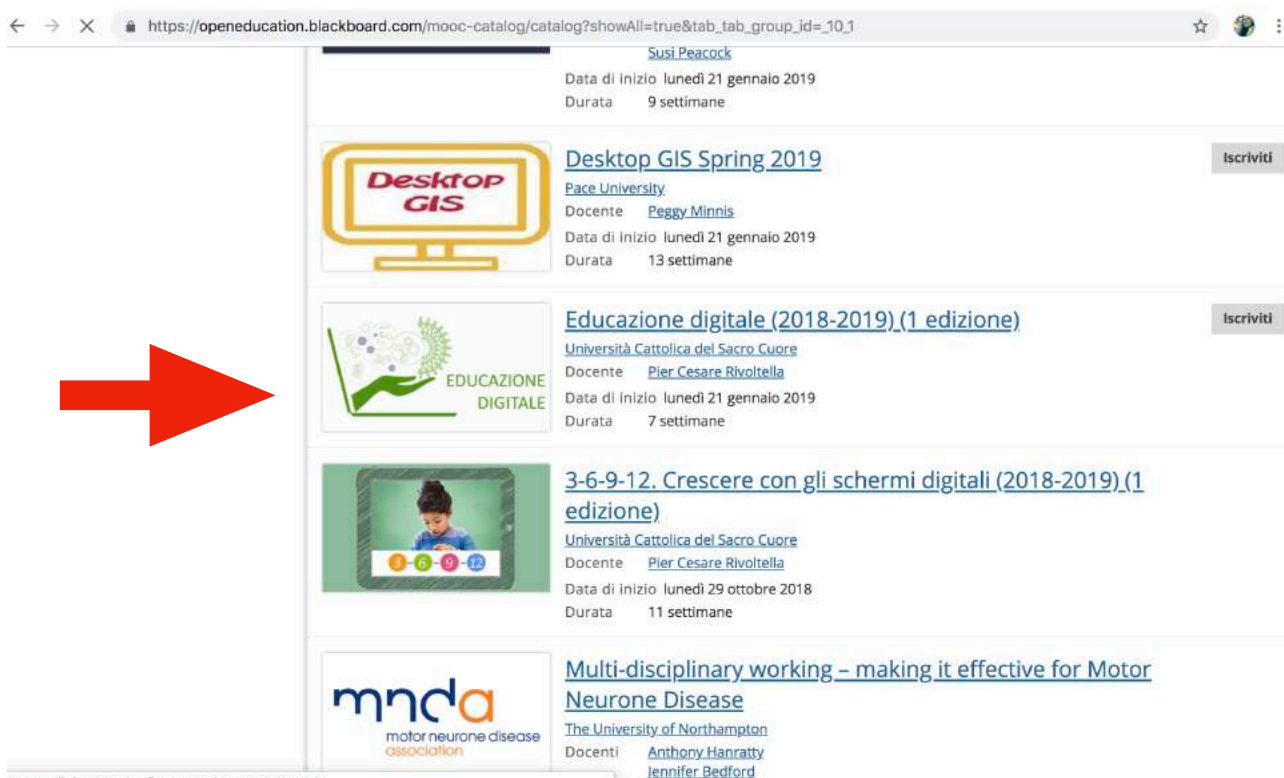 https://openeducation.blackboard.com/mooc-catalog/catalog?showAll=true&tab_tab_group_id=_10_1
Susi Peacock
Data di inizio lunedì 21 gennaio 2019
Durata 9 settimane
Desktop GIS
Desktop GIS Spring 2019
Iscriviti
Pace University
Docente Peggy Minnis
Data di inizio lunedì 21 gennaio 2019
Durata 13 settimane
EDUCAZIONE
DIGITALE
Educazione digitale (2018-2019) (1 edizione)
Iscriviti
Università Cattolica del Sacro Cuore
Docente Pier Cesare Rivoltella
Data di inizio lunedì 21 gennaio 2019
Durata 7 settimane
3-6-9-12
3-6-9-12. Crescere con gli schermi digitali (2018-2019) (1
edizione)
Università Cattolica del Sacro Cuore
Docente Pier Cesare Rivoltella
Data di inizio lunedì 29 ottobre 2018
Durata 11 settimane
mnda
motor neurone disease
association
Multi-disciplinary working – making it effective for Motor
Neurone Disease
The University of Northampton
Docenti Anthony Hanratty
Jennifer Bedford